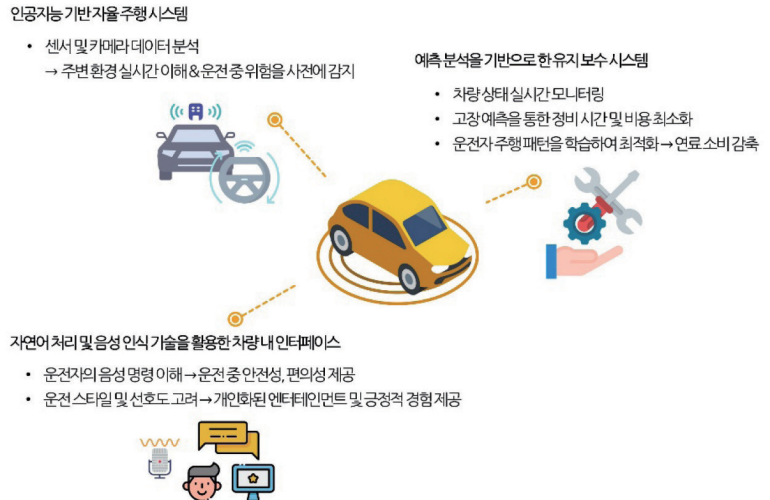 인공지능 기반 자율 주행 시스템
• 센서 및 카메라 데이터 분석
→ 주변 환경 실시간 이해 & 운전 중 위험을 사전에 감지
예측 분석을 기반으로 한 유지 보수 시스템
• 차량 상태 실시간 모니터링
• 고장 예측을 통한 정비 시간 및 비용 최소화
• 운전자 주행 패턴을 학습하여 최적화 → 연료 소비 감축
자연어 처리 및 음성 인식 기술을 활용한 차량 내 인터페이스
• 운전자의 음성 명령 이해 → 운전 중 안전성, 편의성 제공
• 운전 스타일 및 선호도 고려 → 개인화된 엔터테인먼트 및 긍정적 경험 제공